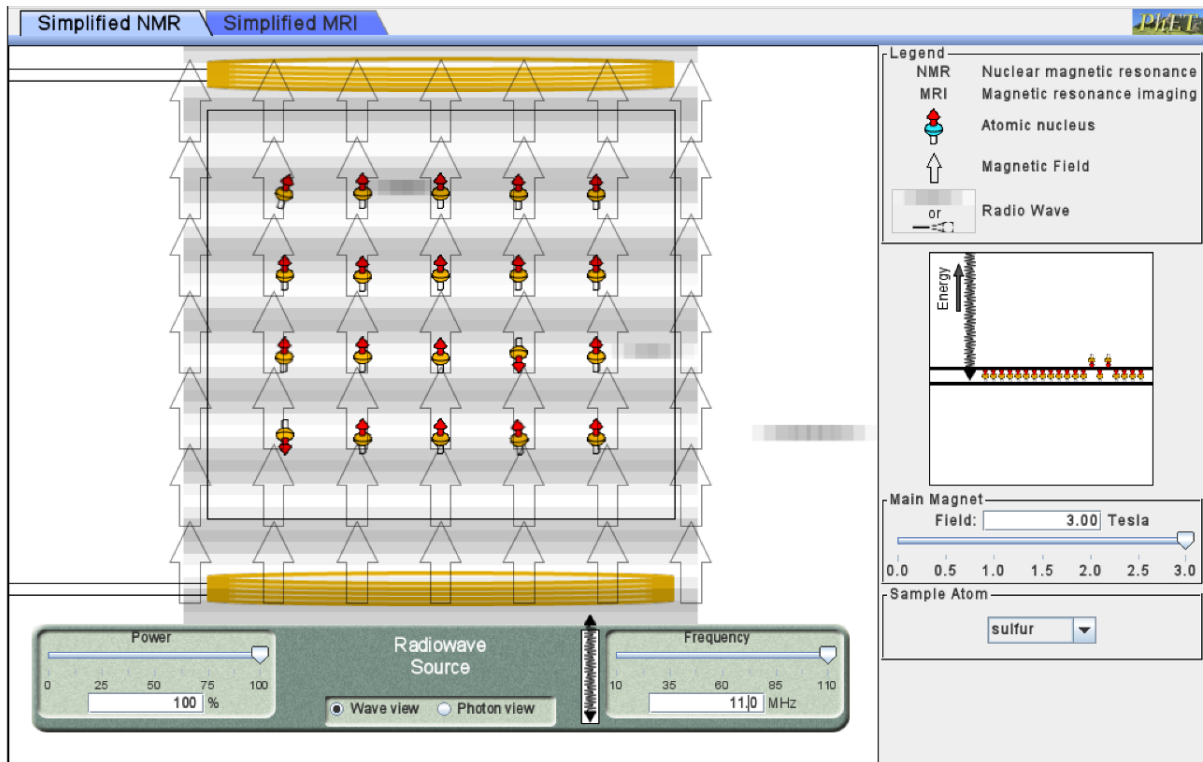 Simplified NMR
Simplified MRI
PhET
Legend
NMR Nuclear magnetic resonance
MRI Magnetic resonance imaging
Atomic nucleus
Magnetic Field
or
Radio Wave
Energy
Main Magnet
Field: 3.00 Tesla
0.0 0.5 1.0 1.5 2.0 2.5 3.0
Sample Atom
sulfur
Power
0 25 50 75 100
100 %
Radiowave
Source
Wave view Photon view
Frequency
10 35 60 85 110
11.0 MHz